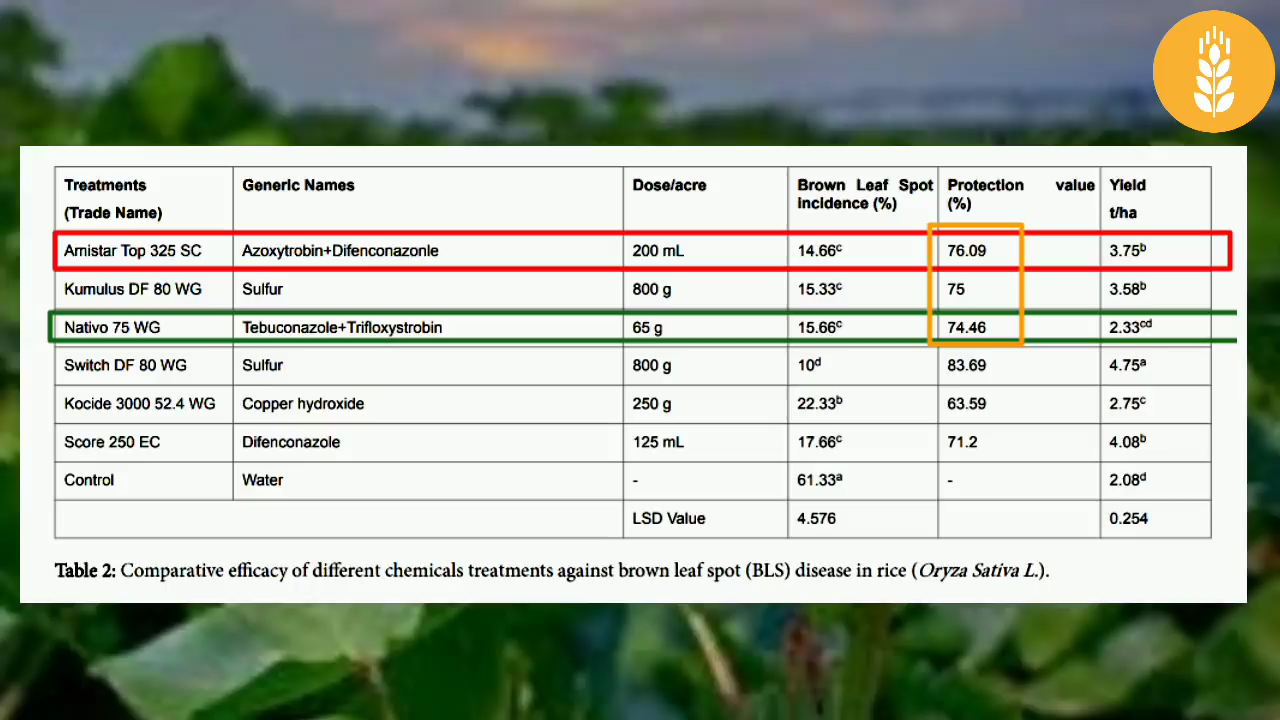 Treatments (Trade Name) Generic Names Dose/acre Brown Leaf Spot incidence (%) Protection value (%) Yield t/ha
Amistar Top 325 SC Azoxytrobin+Difenconazonle 200 mL 14.66ᶜ 76.09 3.75ᵇ
Kumulus DF 80 WG Sulfur 800 g 15.33ᶜ 75 3.58ᵇ
Nativo 75 WG Tebuconazole+Trifloxystrobin 65 g 15.66ᶜ 74.46 2.33ᶜᵈ
Switch DF 80 WG Sulfur 800 g 10ᵈ 83.69 4.75ᵃ
Kocide 3000 52.4 WG Copper hydroxide 250 g 22.33ᵇ 63.59 2.75ᶜ
Score 250 EC Difenconazole 125 mL 17.66ᶜ 71.2 4.08ᵇ
Control Water - 61.33ᵃ - 2.08ᵈ
LSD Value 4.576 0.254
Table 2: Comparative efficacy of different chemicals treatments against brown leaf spot (BLS) disease in rice (Oryza Sativa L.).